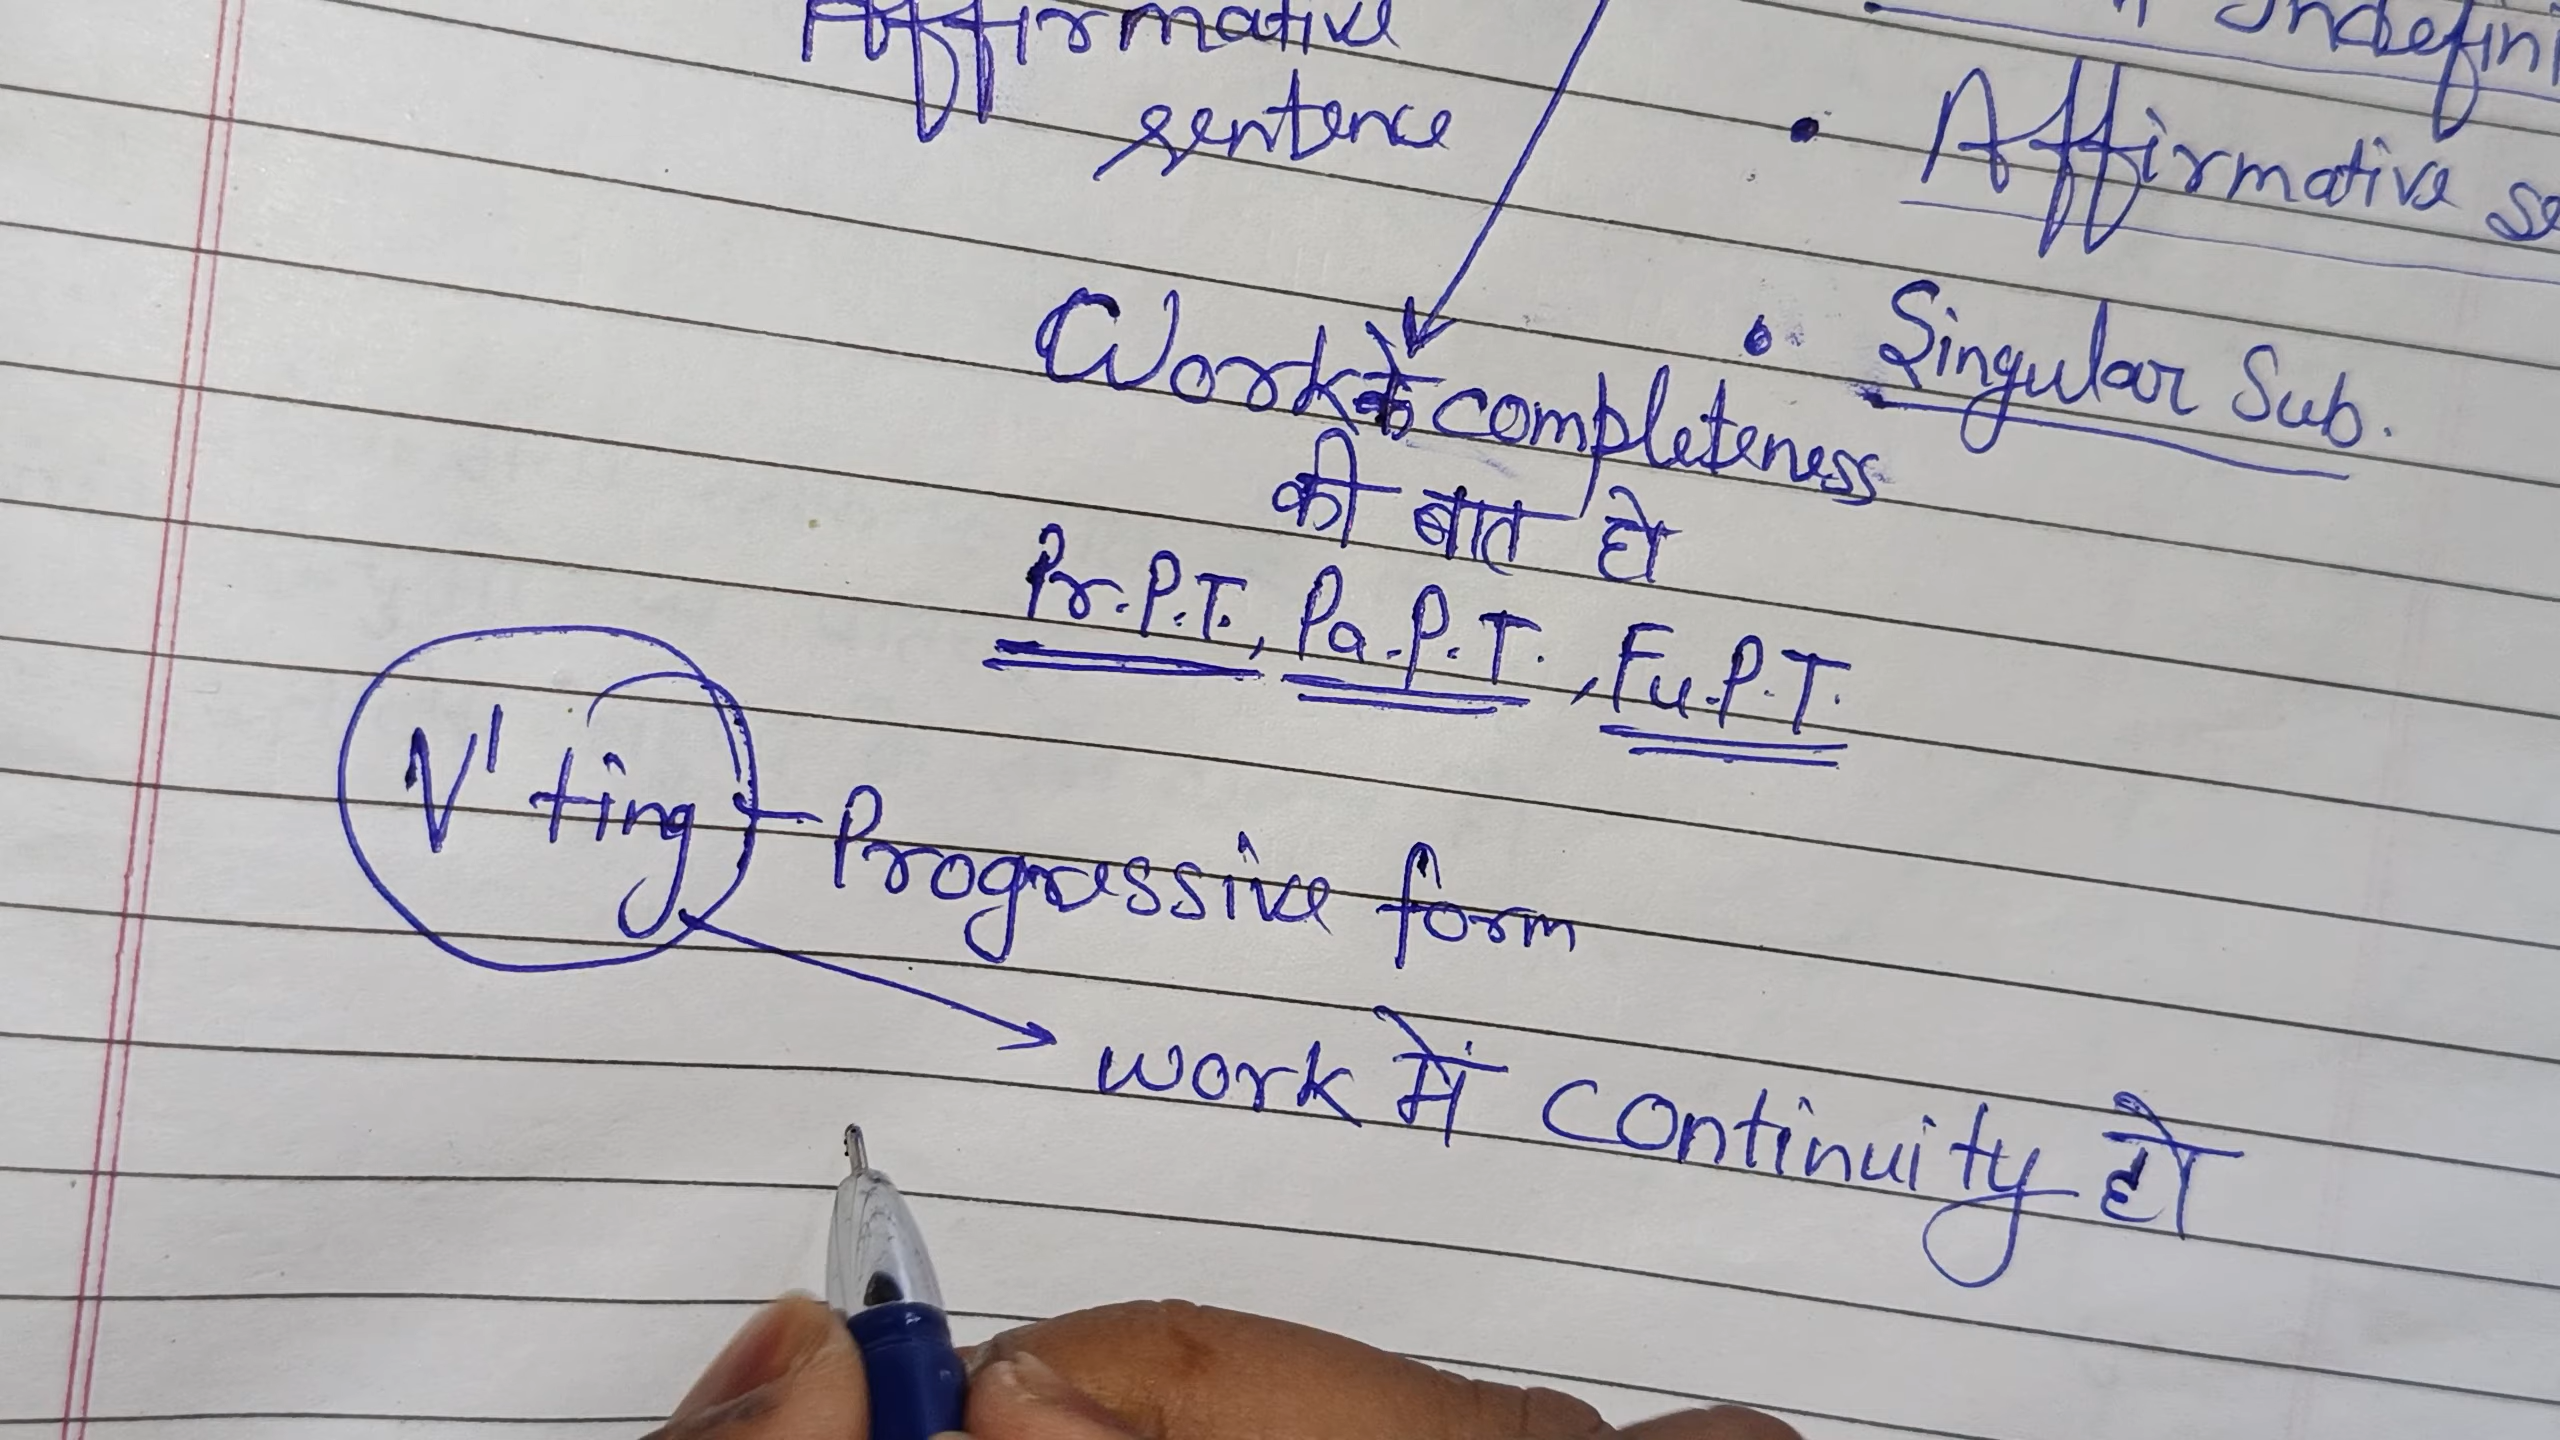 Affirmative
sentence
Indefini
• Affirmative se
• Singular Sub.
Work के completeness
की बात हो
Pr.P.T., Pa.P.T., Fu.P.T.
V¹ +ing - Progressive form
work में continuity हो